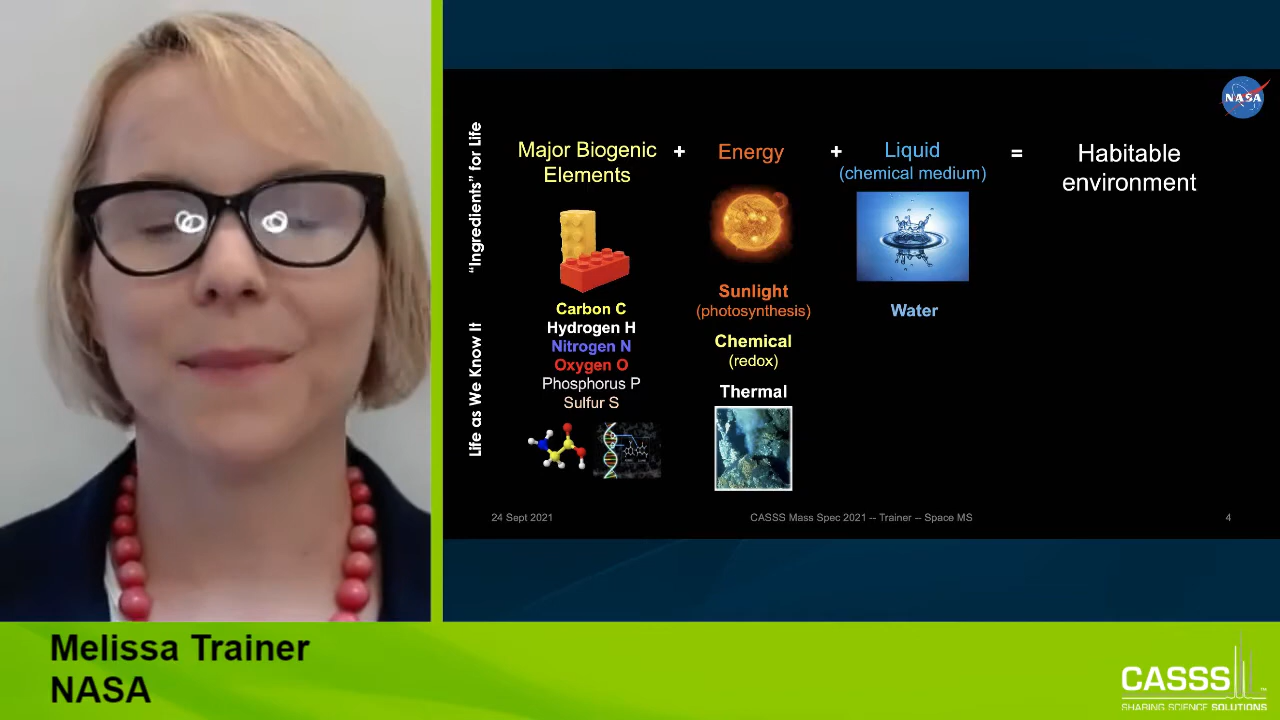 NASA
"Ingredients" for Life
Major Biogenic + Energy + Liquid = Habitable
Elements (chemical medium) environment
Life as We Know It
Carbon C
Hydrogen H
Nitrogen N
Oxygen O
Phosphorus P
Sulfur S
Sunlight
(photosynthesis)
Chemical
(redox)
Thermal
Water
24 Sept 2021 CASSS Mass Spec 2021 -- Trainer -- Space MS 4
Melissa Trainer
NASA
CASSS™
SHARING SCIENCE SOLUTIONS